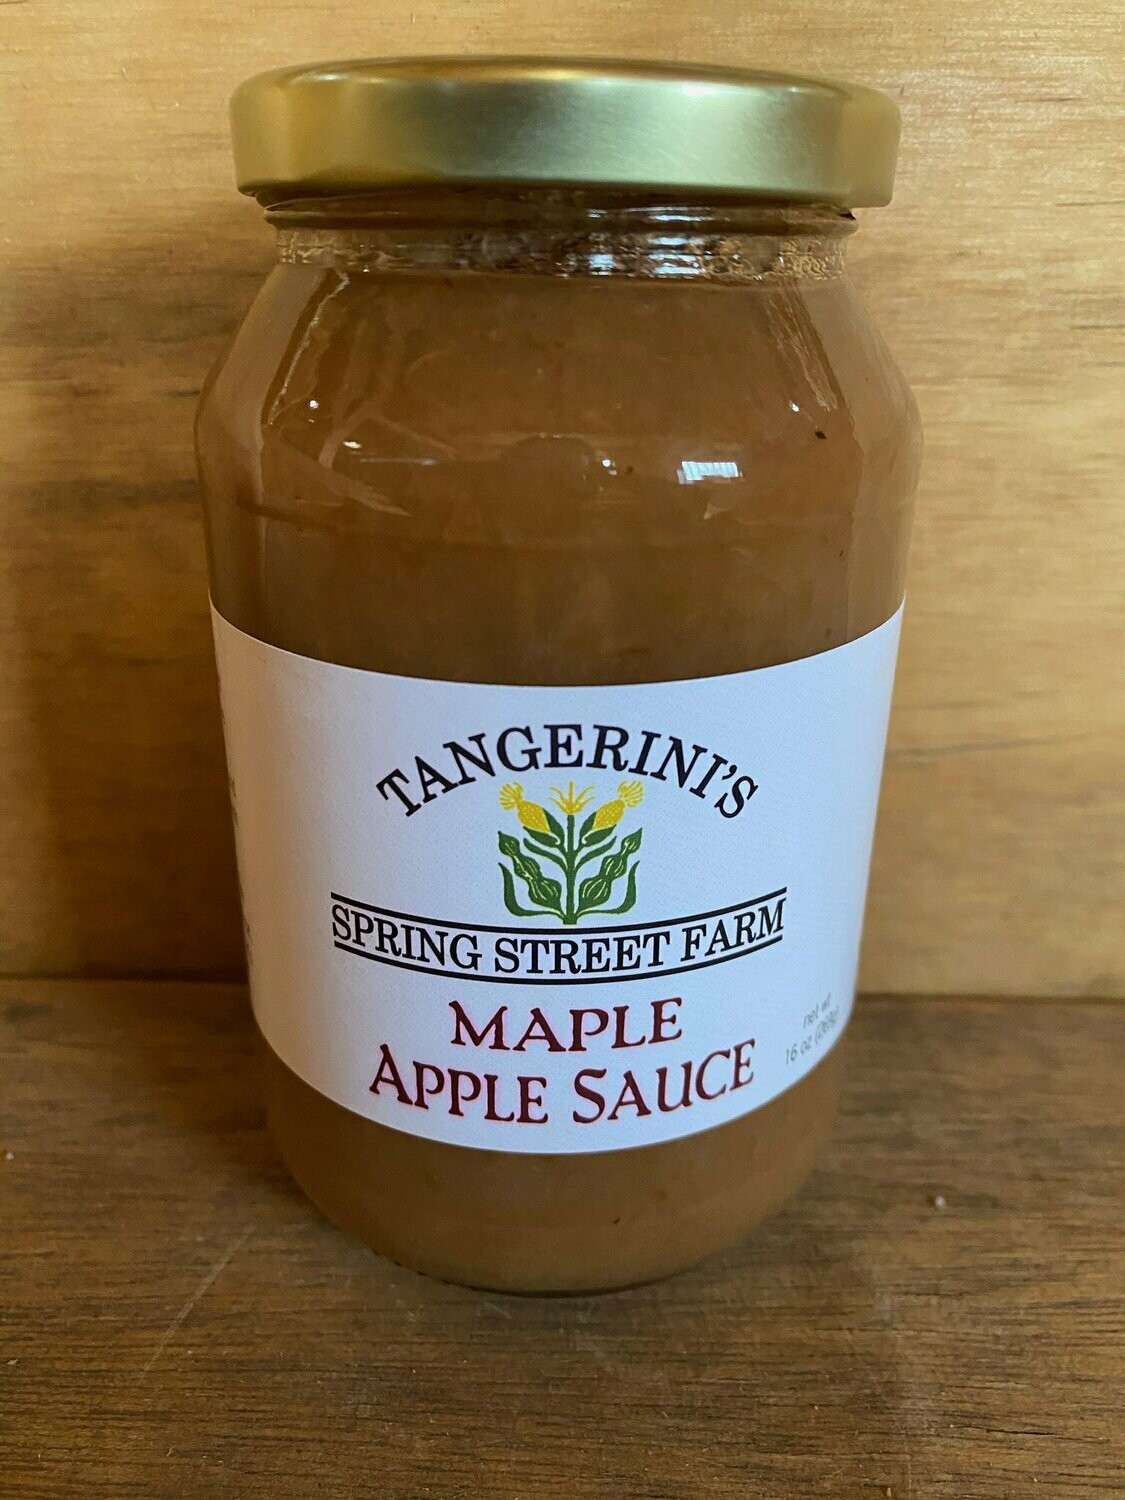 TANGERINI'S
SPRING STREET FARM
MAPLE
APPLE SAUCE
net wt
16 oz